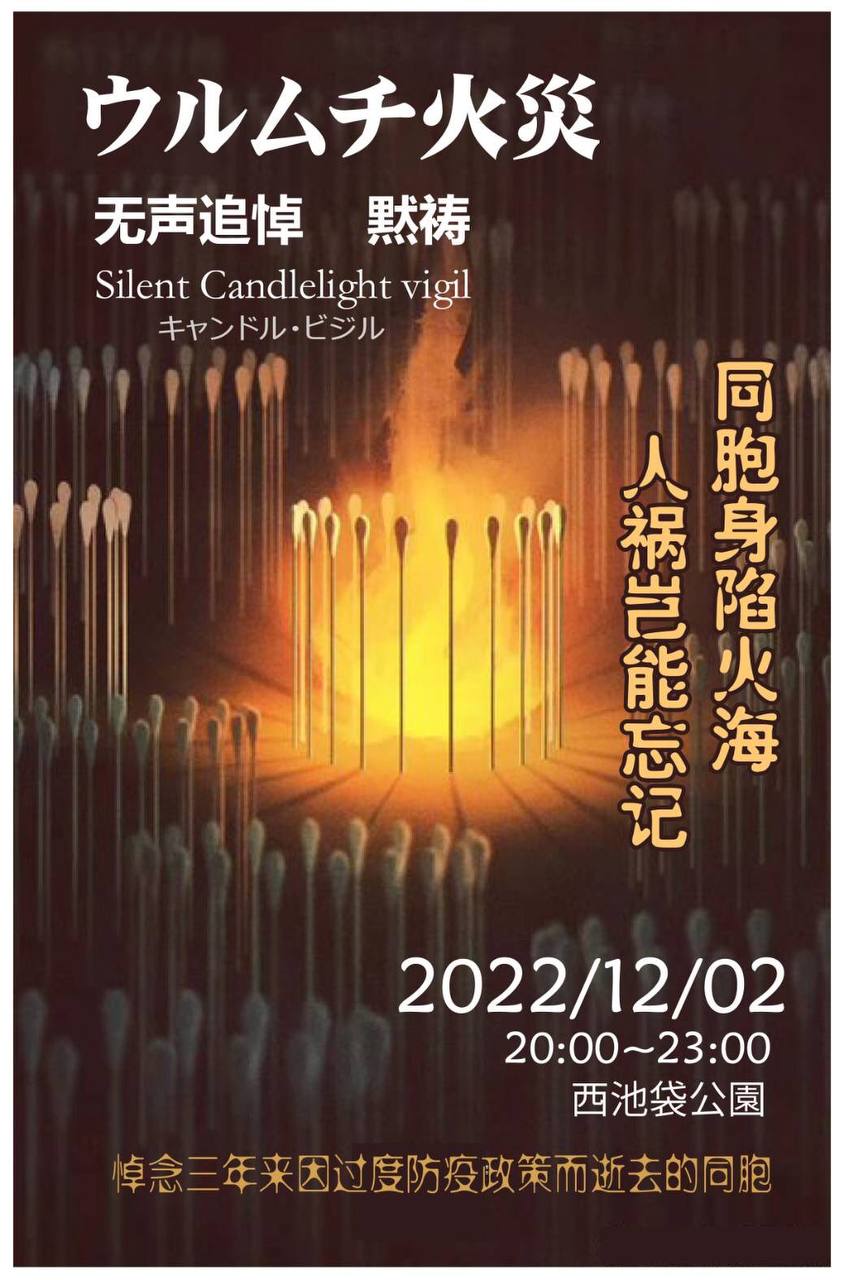 ウルムチ火災
无声追悼 黙祷
Silent Candlelight vigil
キャンドル・ビジル
同胞身陷火海
人祸岂能忘记
2022/12/02
20:00~23:00
西池袋公園
悼念三年来因过度防疫政策而逝去的同胞